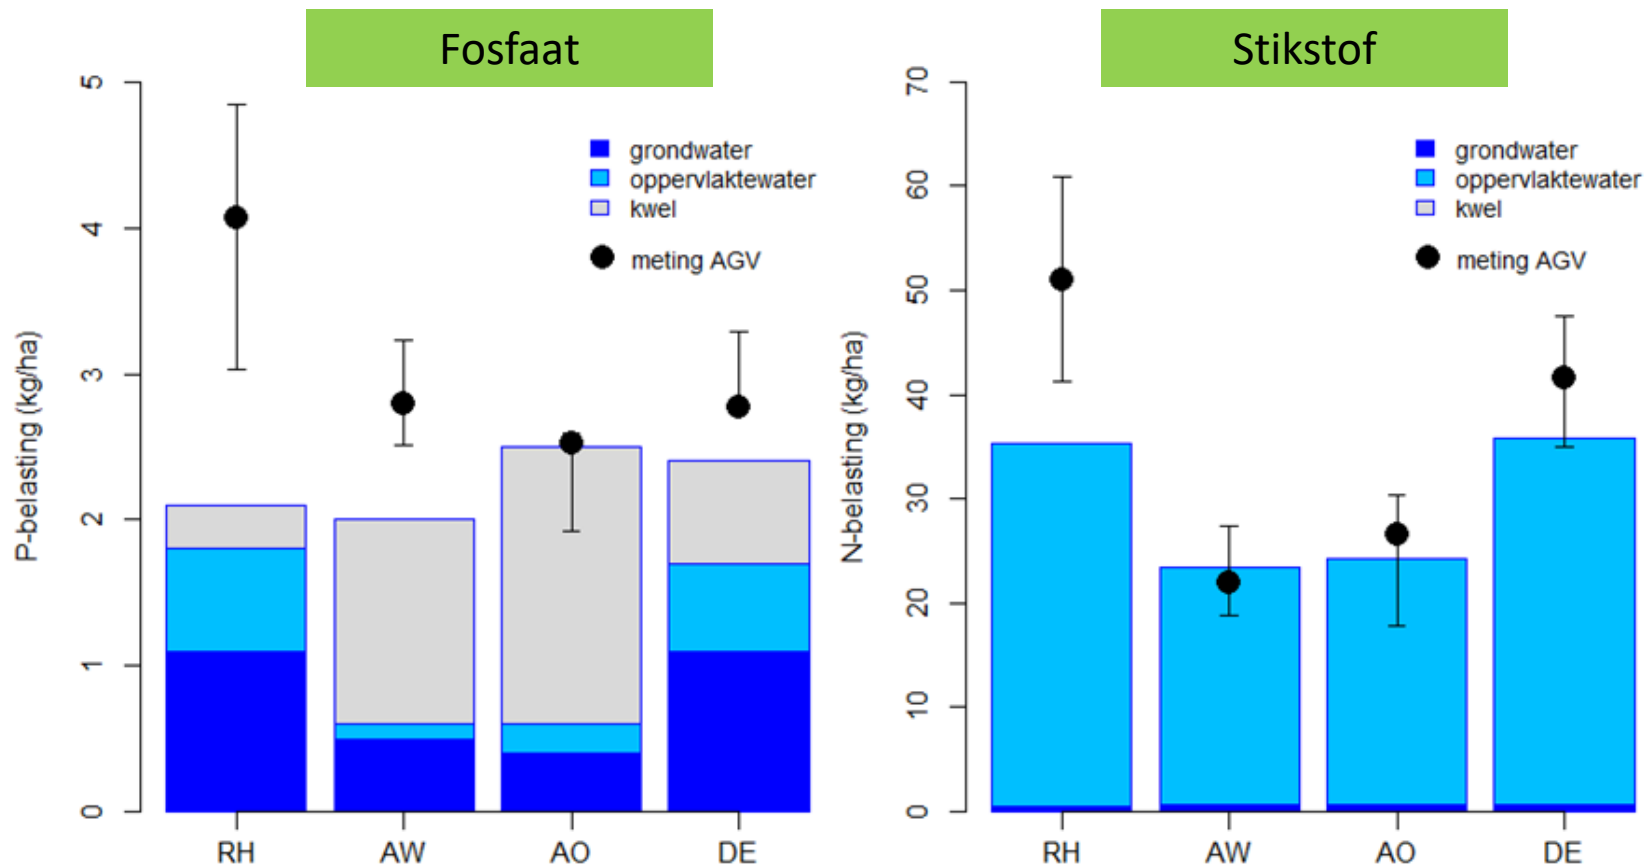 Fosfaat
P-belasting (kg/ha)
5
4
3
2
1
0
grondwater
oppervlaktewater
kwel
meting AGV
RH
AW
AO
DE
Stikstof
N-belasting (kg/ha)
70
60
50
40
30
20
10
0
grondwater
oppervlaktewater
kwel
meting AGV
RH
AW
AO
DE